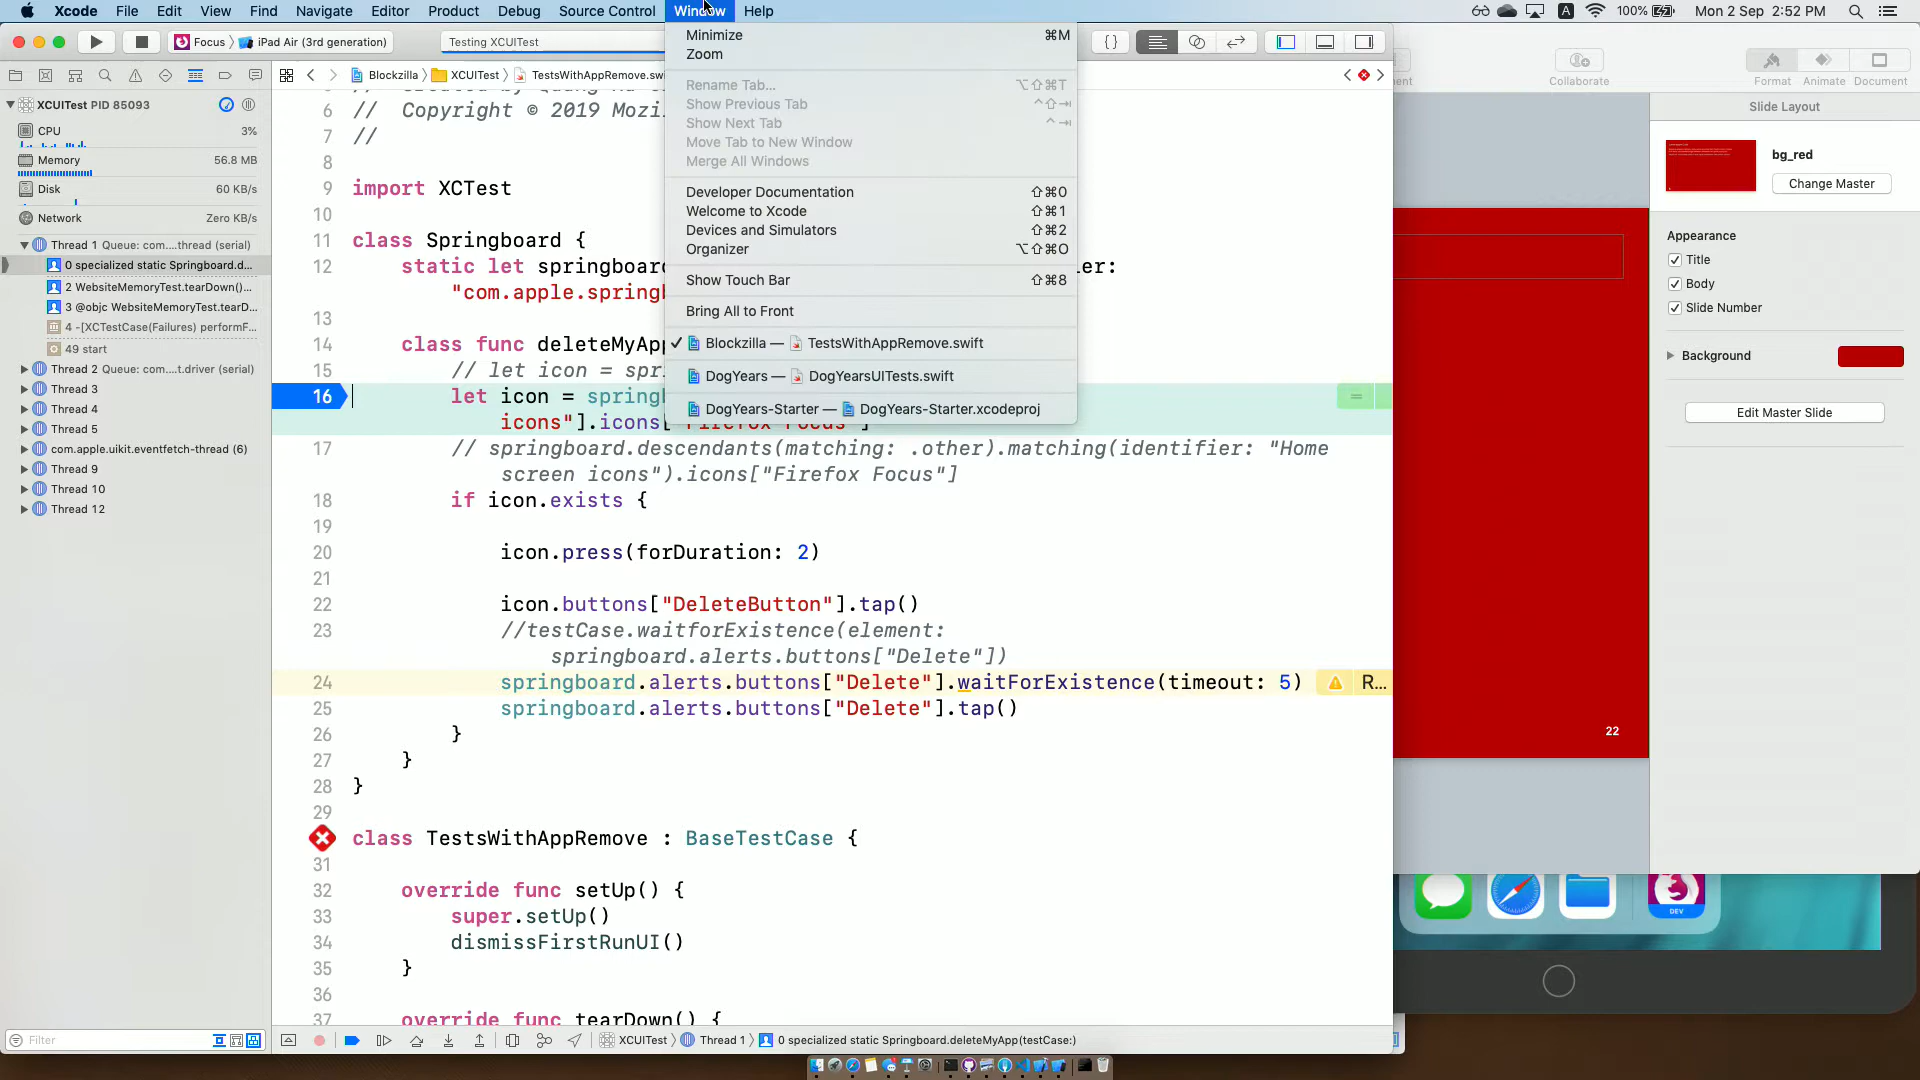 Xcode File Edit View Find Navigate Editor Product Debug Source Control Window Help
A 100% Mon 2 Sep 2:52 PM
Focus iPad Air (3rd generation) Testing XCUITest
Minimize ⌘M
Zoom
Rename Tab... ⌥⇧⌘T
Show Previous Tab ⌃⇧⇥
Show Next Tab ⌃⇥
Move Tab to New Window
Merge All Windows
Developer Documentation ⇧⌘0
Welcome to Xcode ⇧⌘1
Devices and Simulators ⇧⌘2
Organizer ⌥⇧⌘O
Show Touch Bar ⇧⌘8
Bring All to Front
✓ Blockzilla — TestsWithAppRemove.swift
DogYears — DogYearsUITests.swift
DogYears-Starter — DogYears-Starter.xcodeproj
Blockzilla XCUITest TestsWithAppRemove.sw
XCUITest PID 85093
CPU 3%
Memory 56.8 MB
Disk 60 KB/s
Network Zero KB/s
Thread 1 Queue: com....thread (serial)
0 specialized static Springboard.d...
2 WebsiteMemoryTest.tearDown()...
3 @objc WebsiteMemoryTest.tearD...
4 -[XCTestCase(Failures) performF...
49 start
Thread 2 Queue: com.apple.uikit.driver (serial)
Thread 3
Thread 4
Thread 5
com.apple.uikit.eventfetch-thread (6)
Thread 9
Thread 10
Thread 12
Filter
6 // Copyright © 2019 Mozi
7 //
8
9 import XCTest
10
11 class Springboard {
12 static let springboar ier:
"com.apple.springb
13
14 class func deleteMyAp
15 // let icon = spri
16 let icon = springb
icons"].icons["Firefox Focus"]
17 // springboard.descendants(matching: .other).matching(identifier: "Home
screen icons").icons["Firefox Focus"]
18 if icon.exists {
19
20 icon.press(forDuration: 2)
21
22 icon.buttons["DeleteButton"].tap()
23 //testCase.waitforExistence(element:
springboard.alerts.buttons["Delete"])
24 springboard.alerts.buttons["Delete"].waitForExistence(timeout: 5) R...
25 springboard.alerts.buttons["Delete"].tap()
26 }
27 }
28 }
29
class TestsWithAppRemove : BaseTestCase {
31
32 override func setUp() {
33 super.setUp()
34 dismissFirstRunUI()
35 }
36
37 override func tearDown() {
XCUITest Thread 1 0 specialized static Springboard.deleteMyApp(testCase:)
Collaborate
Format Animate Document
Slide Layout
bg_red
Change Master
Appearance
Title
Body
Slide Number
Background
Edit Master Slide
22
DEV